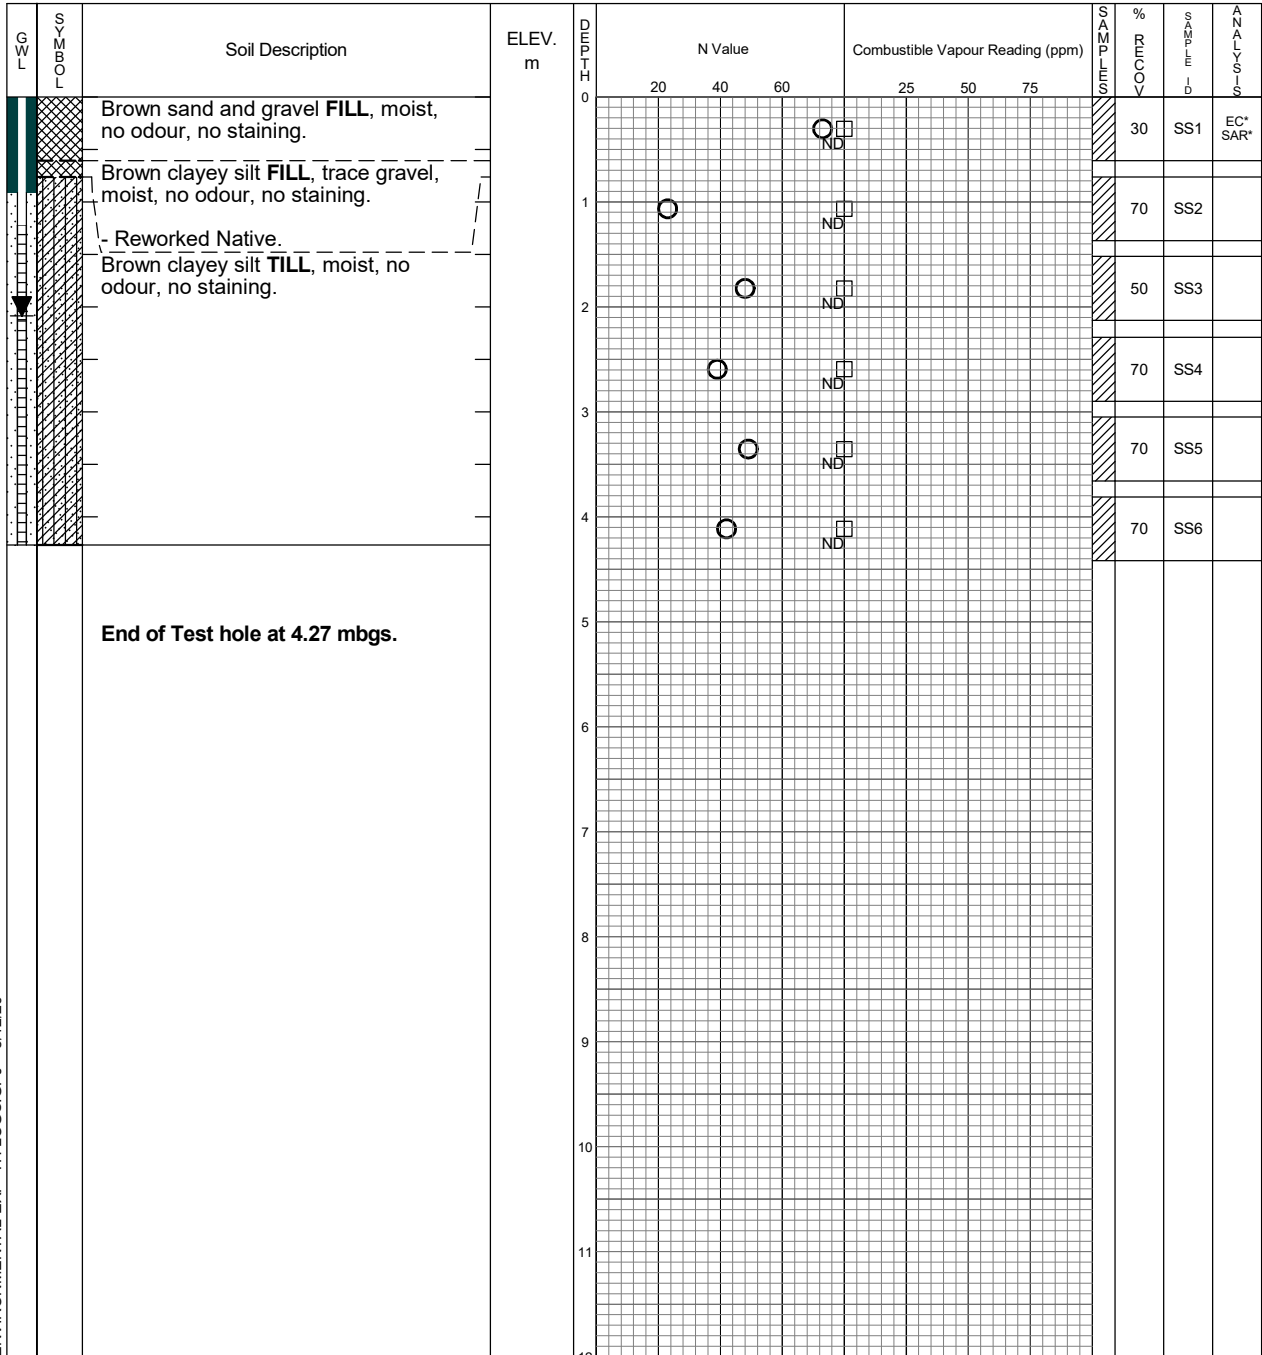 GWL
SYMBOL
Soil Description
ELEV.
m
DEPTH
N Value
20 40 60
Combustible Vapour Reading (ppm)
25 50 75
SAMPLES
% RECOV
SAMPLE ID
ANALYSIS
0
Brown sand and gravel FILL, moist,
no odour, no staining.
ND
30 SS1 EC*
SAR*
Brown clayey silt FILL, trace gravel,
moist, no odour, no staining.
- Reworked Native.
1
ND
70 SS2
Brown clayey silt TILL, moist, no
odour, no staining.
ND
50 SS3
2
ND
70 SS4
3
ND
70 SS5
4
ND
70 SS6
End of Test hole at 4.27 mbgs.
5
6
7
8
9
10
11